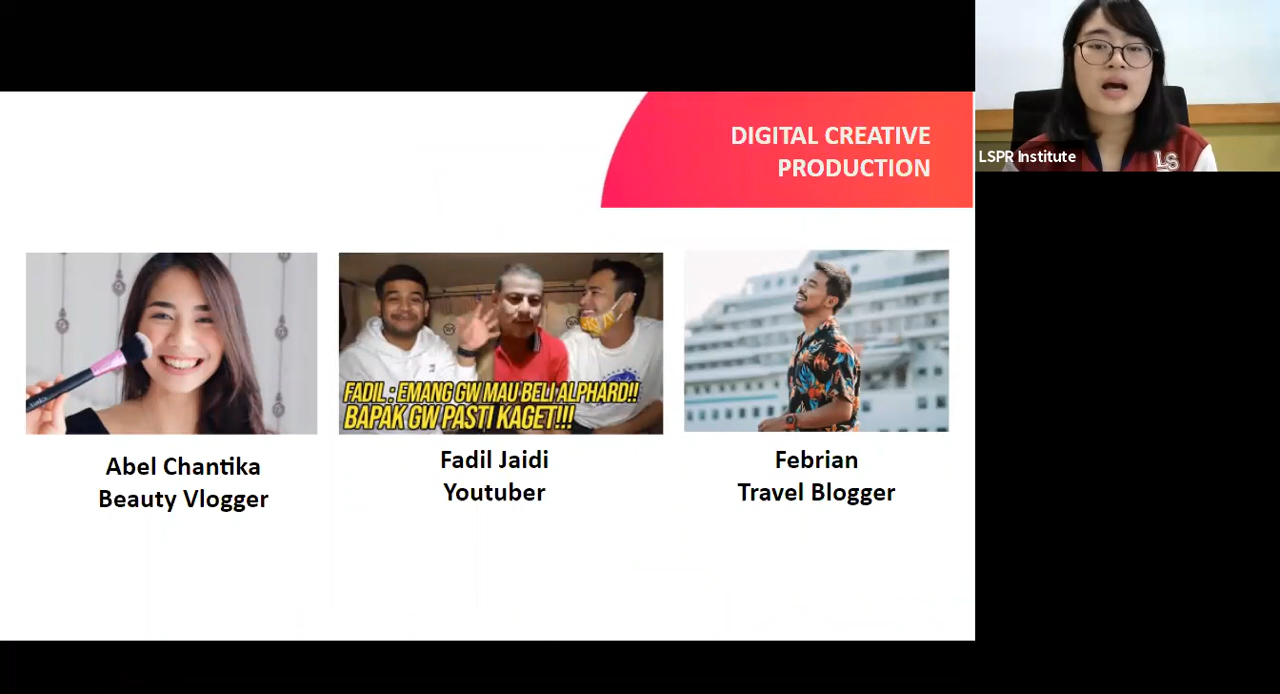 DIGITAL CREATIVE
PRODUCTION
LSPR Institute
LS
FADIL : EMANG GW MAU BELI ALPHARD!!
BAPAK GW PASTI KAGET!!!
Abel Chantika
Beauty Vlogger
Fadil Jaidi
Youtuber
Febrian
Travel Blogger